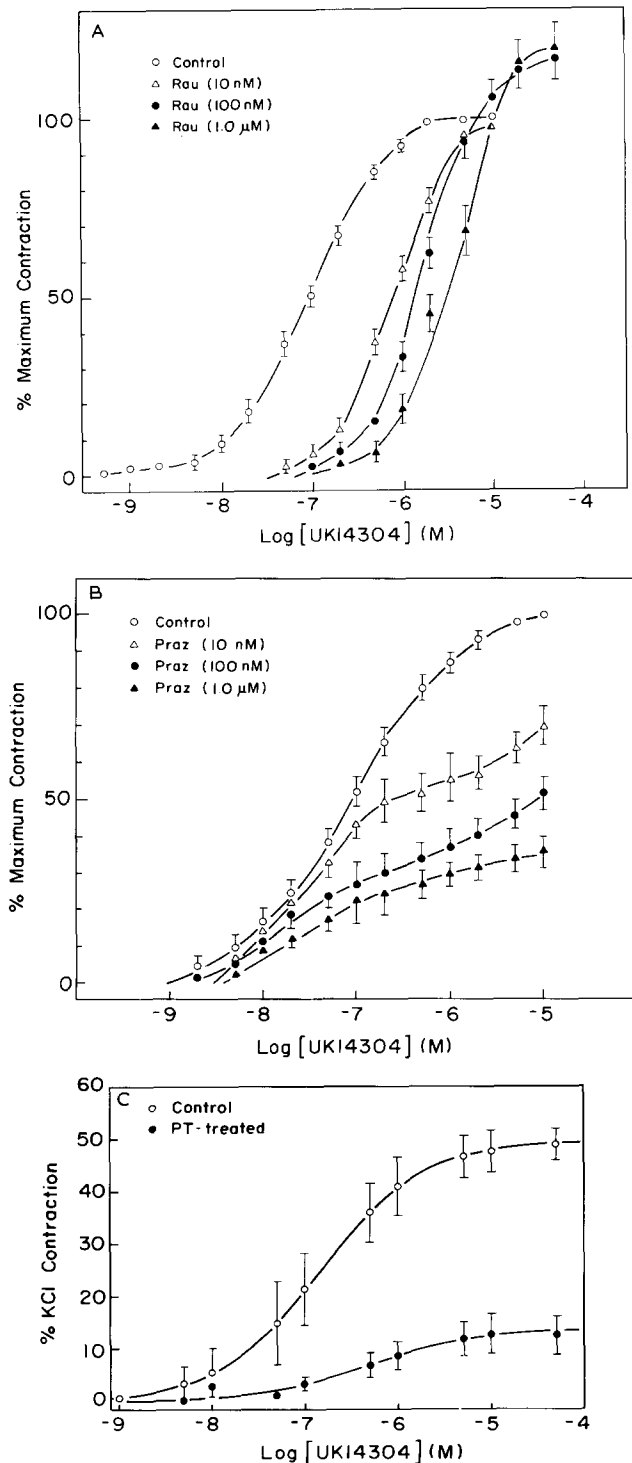 A
Control
Rau (10 nM)
Rau (100 nM)
Rau (1.0 μM)
100
50
0
% Maximum Contraction
-9
-8
-7
-6
-5
-4
Log [UK14304] (M)
B
Control
Praz (10 nM)
Praz (100 nM)
Praz (1.0 μM)
100
50
0
% Maximum Contraction
-9
-8
-7
-6
-5
Log [UK14304] (M)
C
Control
PT-treated
60
50
40
30
20
10
0
% KCl Contraction
-9
-8
-7
-6
-5
-4
Log [UK14304] (M)